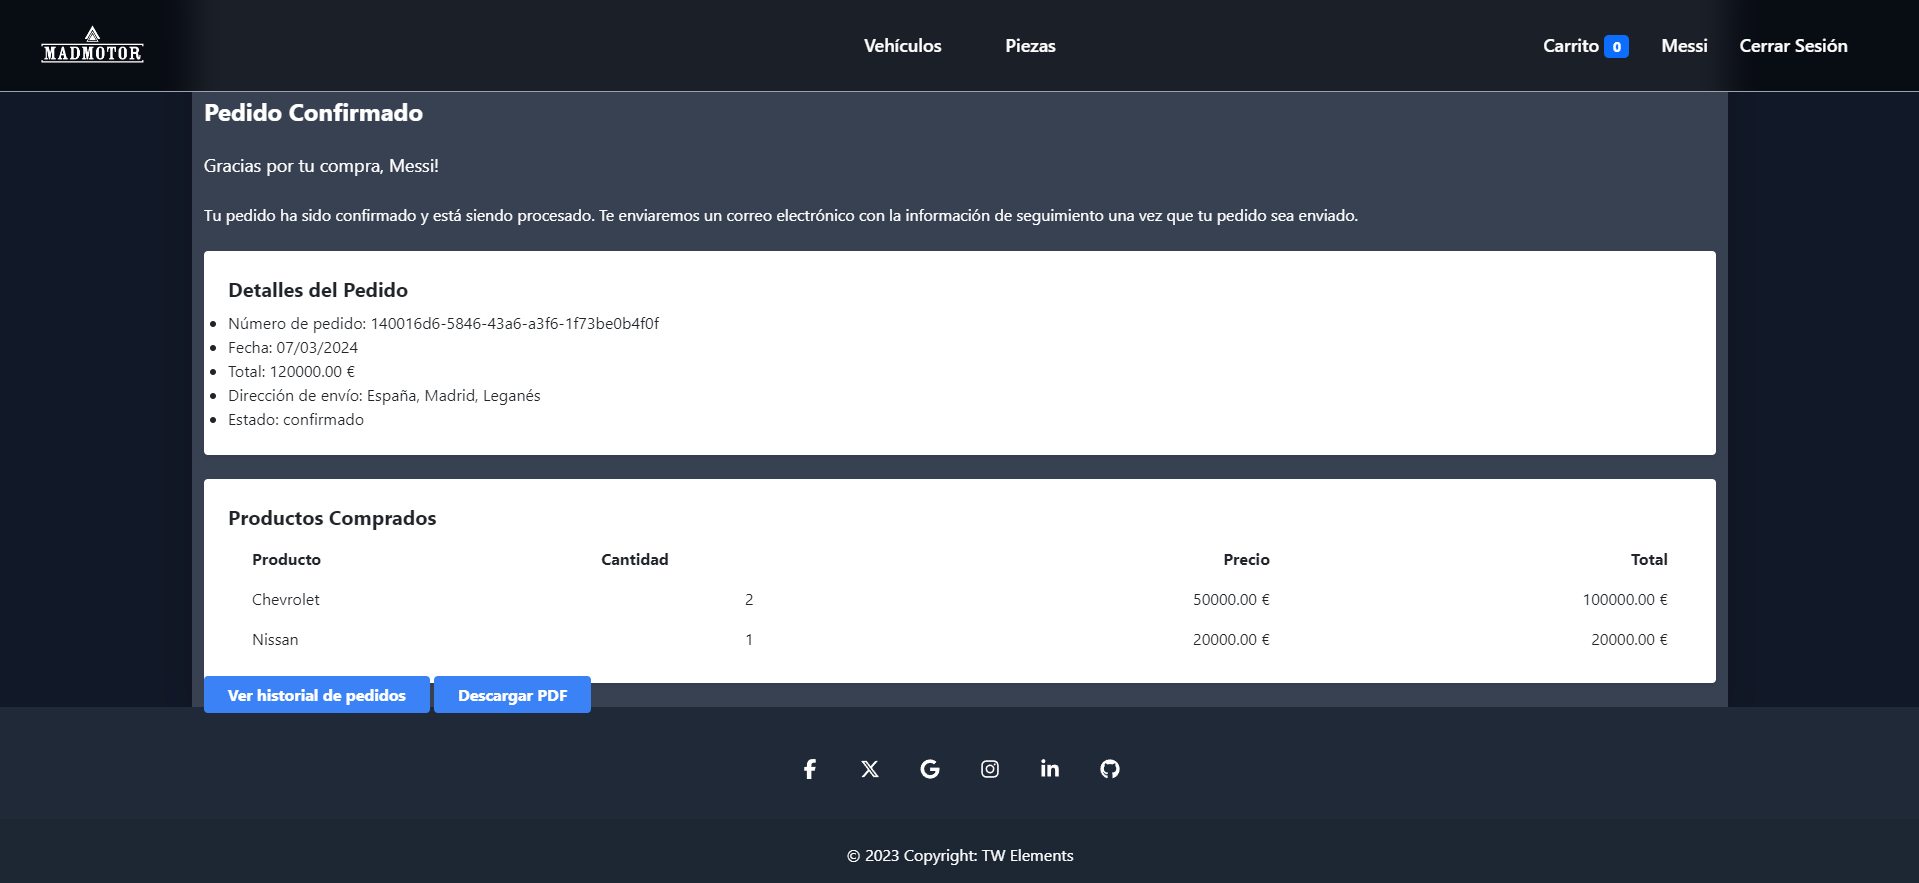 MADMOTOR
Vehículos
Piezas
Carrito 0
Messi
Cerrar Sesión
Pedido Confirmado
Gracias por tu compra, Messi!
Tu pedido ha sido confirmado y está siendo procesado. Te enviaremos un correo electrónico con la información de seguimiento una vez que tu pedido sea enviado.
Detalles del Pedido
Número de pedido: 140016d6-5846-43a6-a3f6-1f73be0b4f0f
Fecha: 07/03/2024
Total: 120000.00 €
Dirección de envío: España, Madrid, Leganés
Estado: confirmado
Productos Comprados
Producto Cantidad Precio Total
Chevrolet 2 50000.00 € 100000.00 €
Nissan 1 20000.00 € 20000.00 €
Ver historial de pedidos
Descargar PDF
© 2023 Copyright: TW Elements